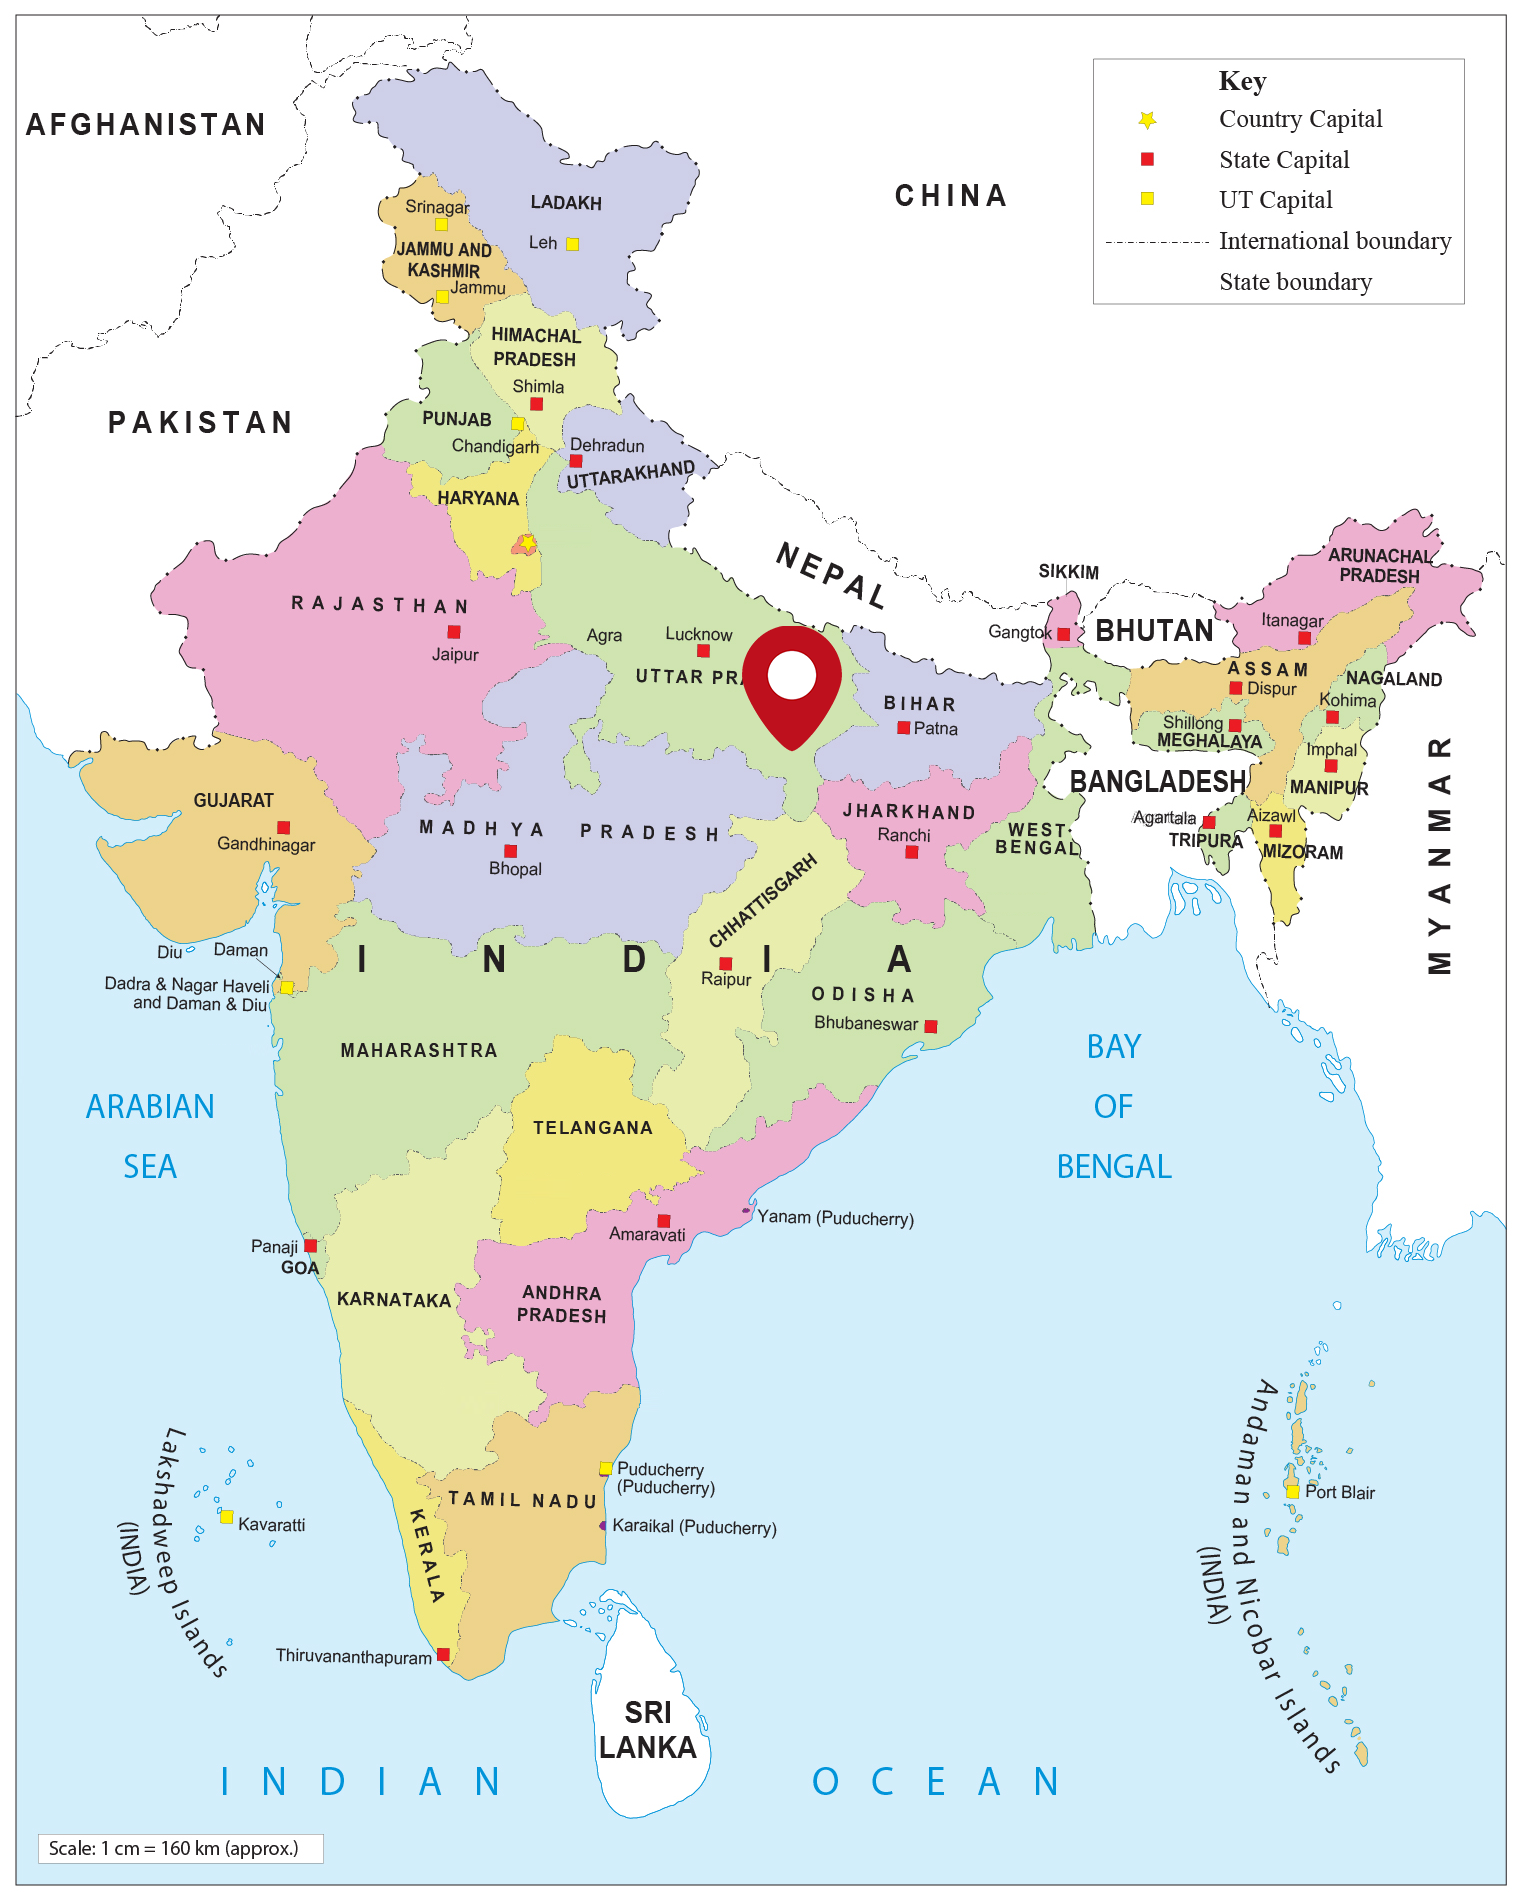 AFGHANISTAN
CHINA
PAKISTAN
Key
Country Capital
State Capital
UT Capital
International boundary
State boundary
LADAKH
Leh
Srinagar
JAMMU AND
KASHMIR
Jammu
HIMACHAL
PRADESH
Shimla
PUNJAB
Chandigarh
Dehradun
UTTARAKHAND
HARYANA
NEPAL
RAJASTHAN
Jaipur
Agra
Lucknow
UTTAR PRA
BIHAR
Patna
SIKKIM
Gangtok
BHUTAN
ARUNACHAL
PRADESH
Itanagar
ASSAM
Dispur
NAGALAND
Kohima
Shillong
MEGHALAYA
Imphal
MANIPUR
BANGLADESH
Agartala
TRIPURA
Aizawl
MIZORAM
MYANMAR
GUJARAT
Gandhinagar
MADHYA PRADESH
Bhopal
JHARKHAND
Ranchi
WEST
BENGAL
CHHATTISGARH
Raipur
INDIA
Diu
Daman
Dadra & Nagar Haveli
and Daman & Diu
ODISHA
Bhubaneswar
MAHARASHTRA
ARABIAN
SEA
BAY
OF
BENGAL
TELANGANA
Amaravati
Yanam (Puducherry)
Panaji
GOA
KARNATAKA
ANDHRA
PRADESH
Lakshadweep Islands
(INDIA)
Kavaratti
Puducherry
(Puducherry)
TAMIL NADU
Karaikal (Puducherry)
KERALA
Thiruvananthapuram
Andaman and Nicobar Islands
(INDIA)
Port Blair
SRI
LANKA
INDIAN OCEAN
Scale: 1 cm = 160 km (approx.)